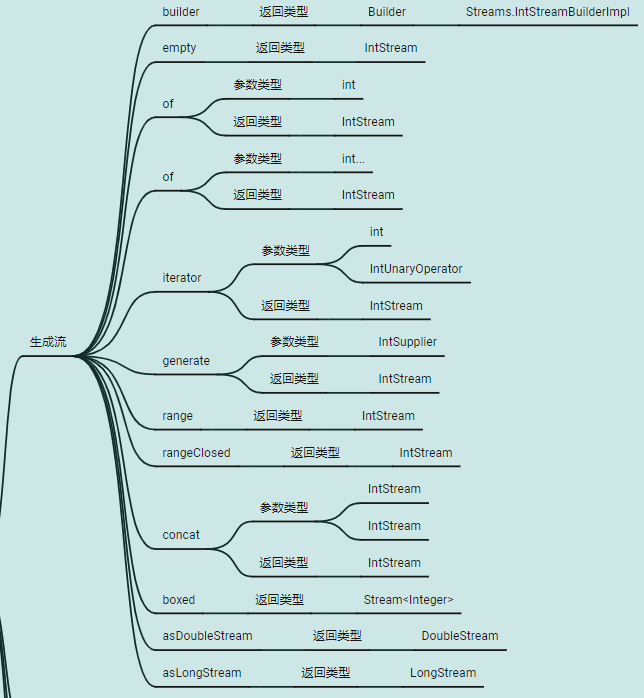 builder 返回类型 Builder Streams.IntStreamBuilderImpl
empty 返回类型 IntStream
of
参数类型 int
返回类型 IntStream
of
参数类型 int...
返回类型 IntStream
iterator
参数类型
int
IntUnaryOperator
返回类型 IntStream
生成流
generate
参数类型 IntSupplier
返回类型 IntStream
range 返回类型 IntStream
rangeClosed 返回类型 IntStream
concat
参数类型
IntStream
IntStream
返回类型 IntStream
boxed 返回类型 Stream<Integer>
asDoubleStream 返回类型 DoubleStream
asLongStream 返回类型 LongStream